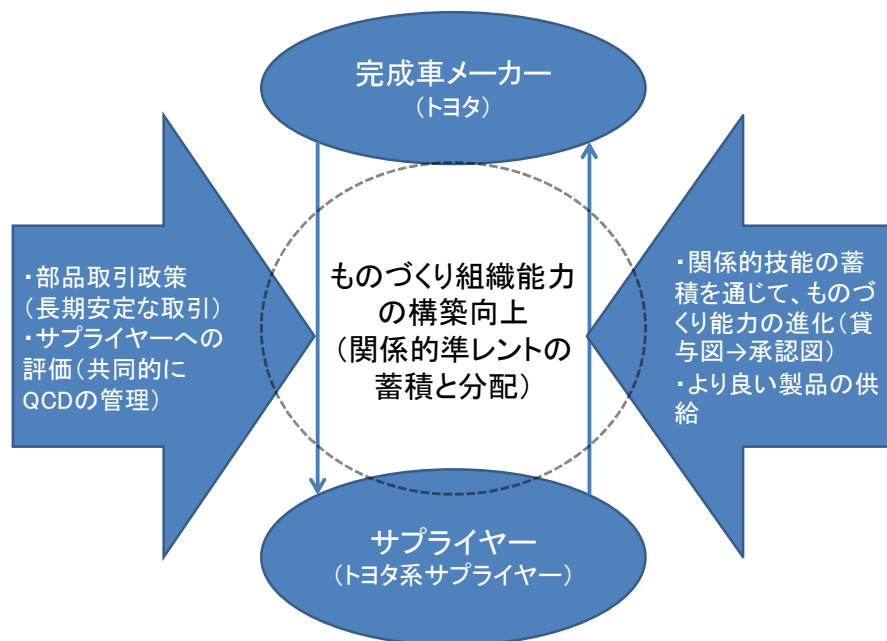 完成車メーカー
（トヨタ）
・部品取引政策
（長期安定な取引）
・サプライヤーへの
評価（共同的に
QCDの管理）
ものづくり組織能力
の構築向上
（関係的準レントの
蓄積と分配）
・関係的技能の蓄
積を通じて、ものづ
くり能力の進化（貸
与図→承認図）
・より良い製品の供
給
サプライヤー
（トヨタ系サプライヤー）